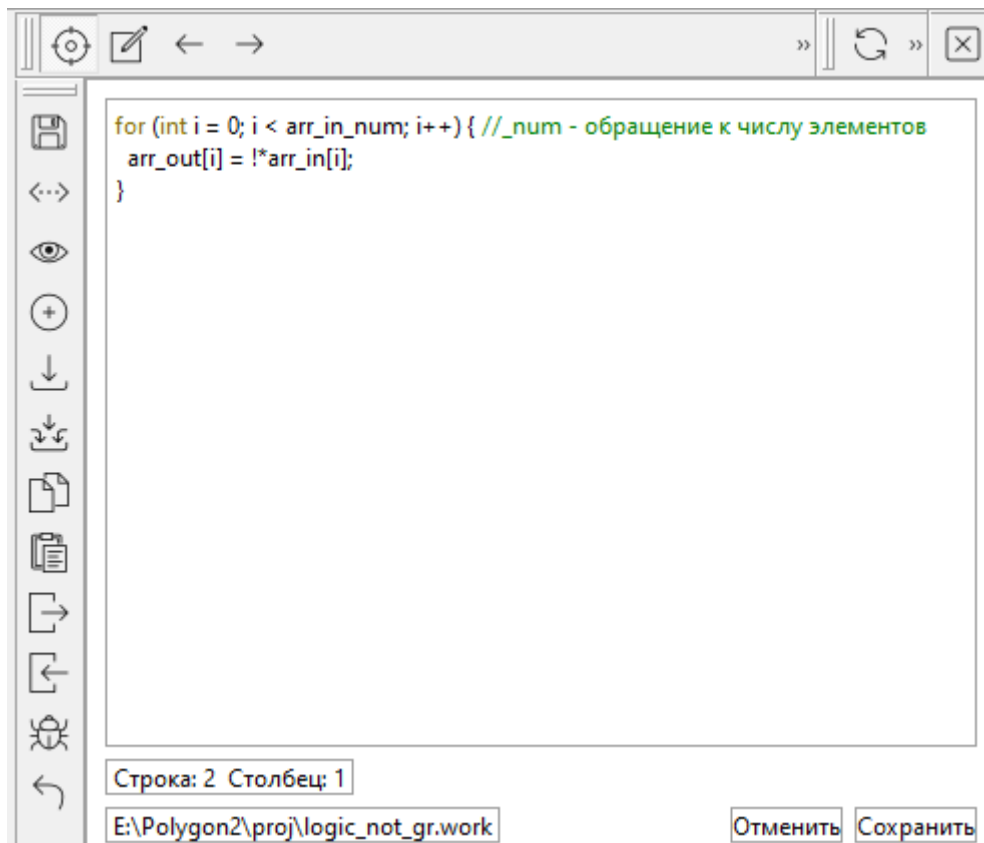 for (int i = 0; i < arr_in_num; i++) { //_num - обращение к числу элементов
  arr_out[i] = !*arr_in[i];
}
Строка: 2 Столбец: 1
E:\Polygon2\proj\logic_not_gr.work
Отменить Сохранить